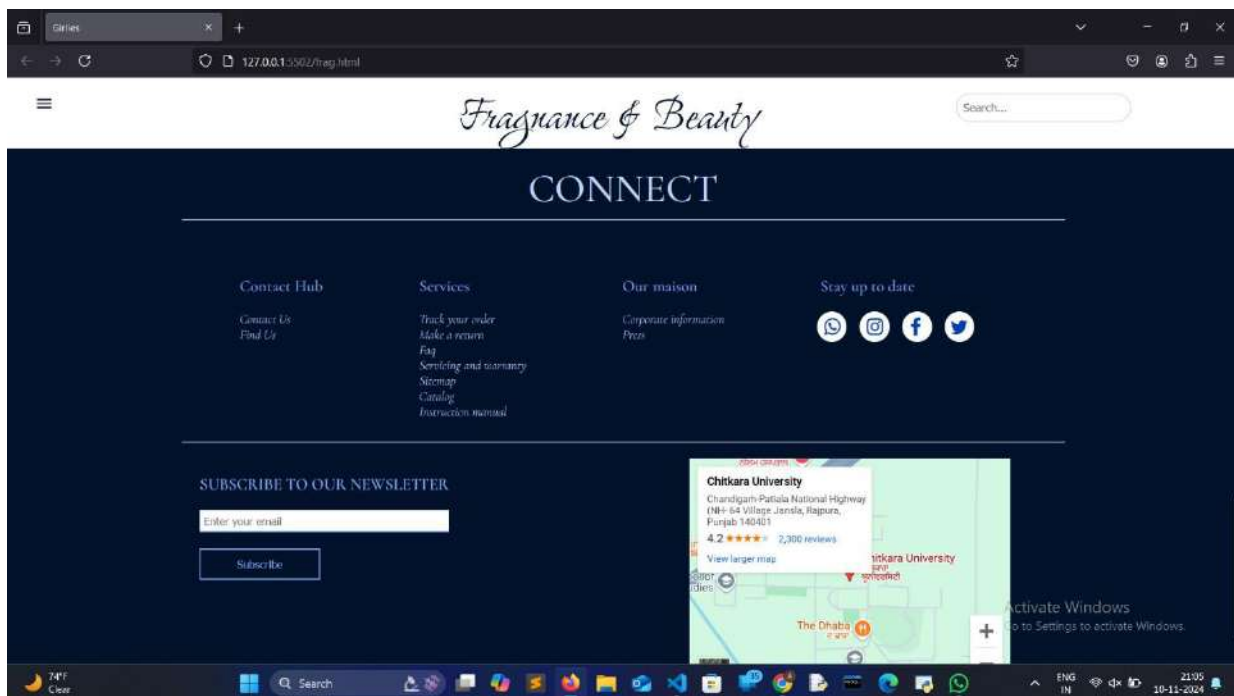 Girlies
127.0.0.1:5502/frag.html
Fragnance & Beauty
Search...
CONNECT
Contact Hub
Contact Us
Find Us
Services
Track your order
Make a return
Faq
Servicing and warranty
Sitemap
Catalog
Instruction manual
Our maison
Corporate information
Press
Stay up to date
SUBSCRIBE TO OUR NEWSLETTER
Enter your email
Subscribe
Chitkara University
Chandigarh-Patiala National Highway
(NH- 64 Village Jansla, Rajpura,
Punjab 140401
4.2 2,300 reviews
View larger map
hitkara University
The Dhaba
ਦ ਢਾਬਾ
Activate Windows
Go to Settings to activate Windows.
74°F
Clear
Search
ENG
IN
21:05
10-11-2024